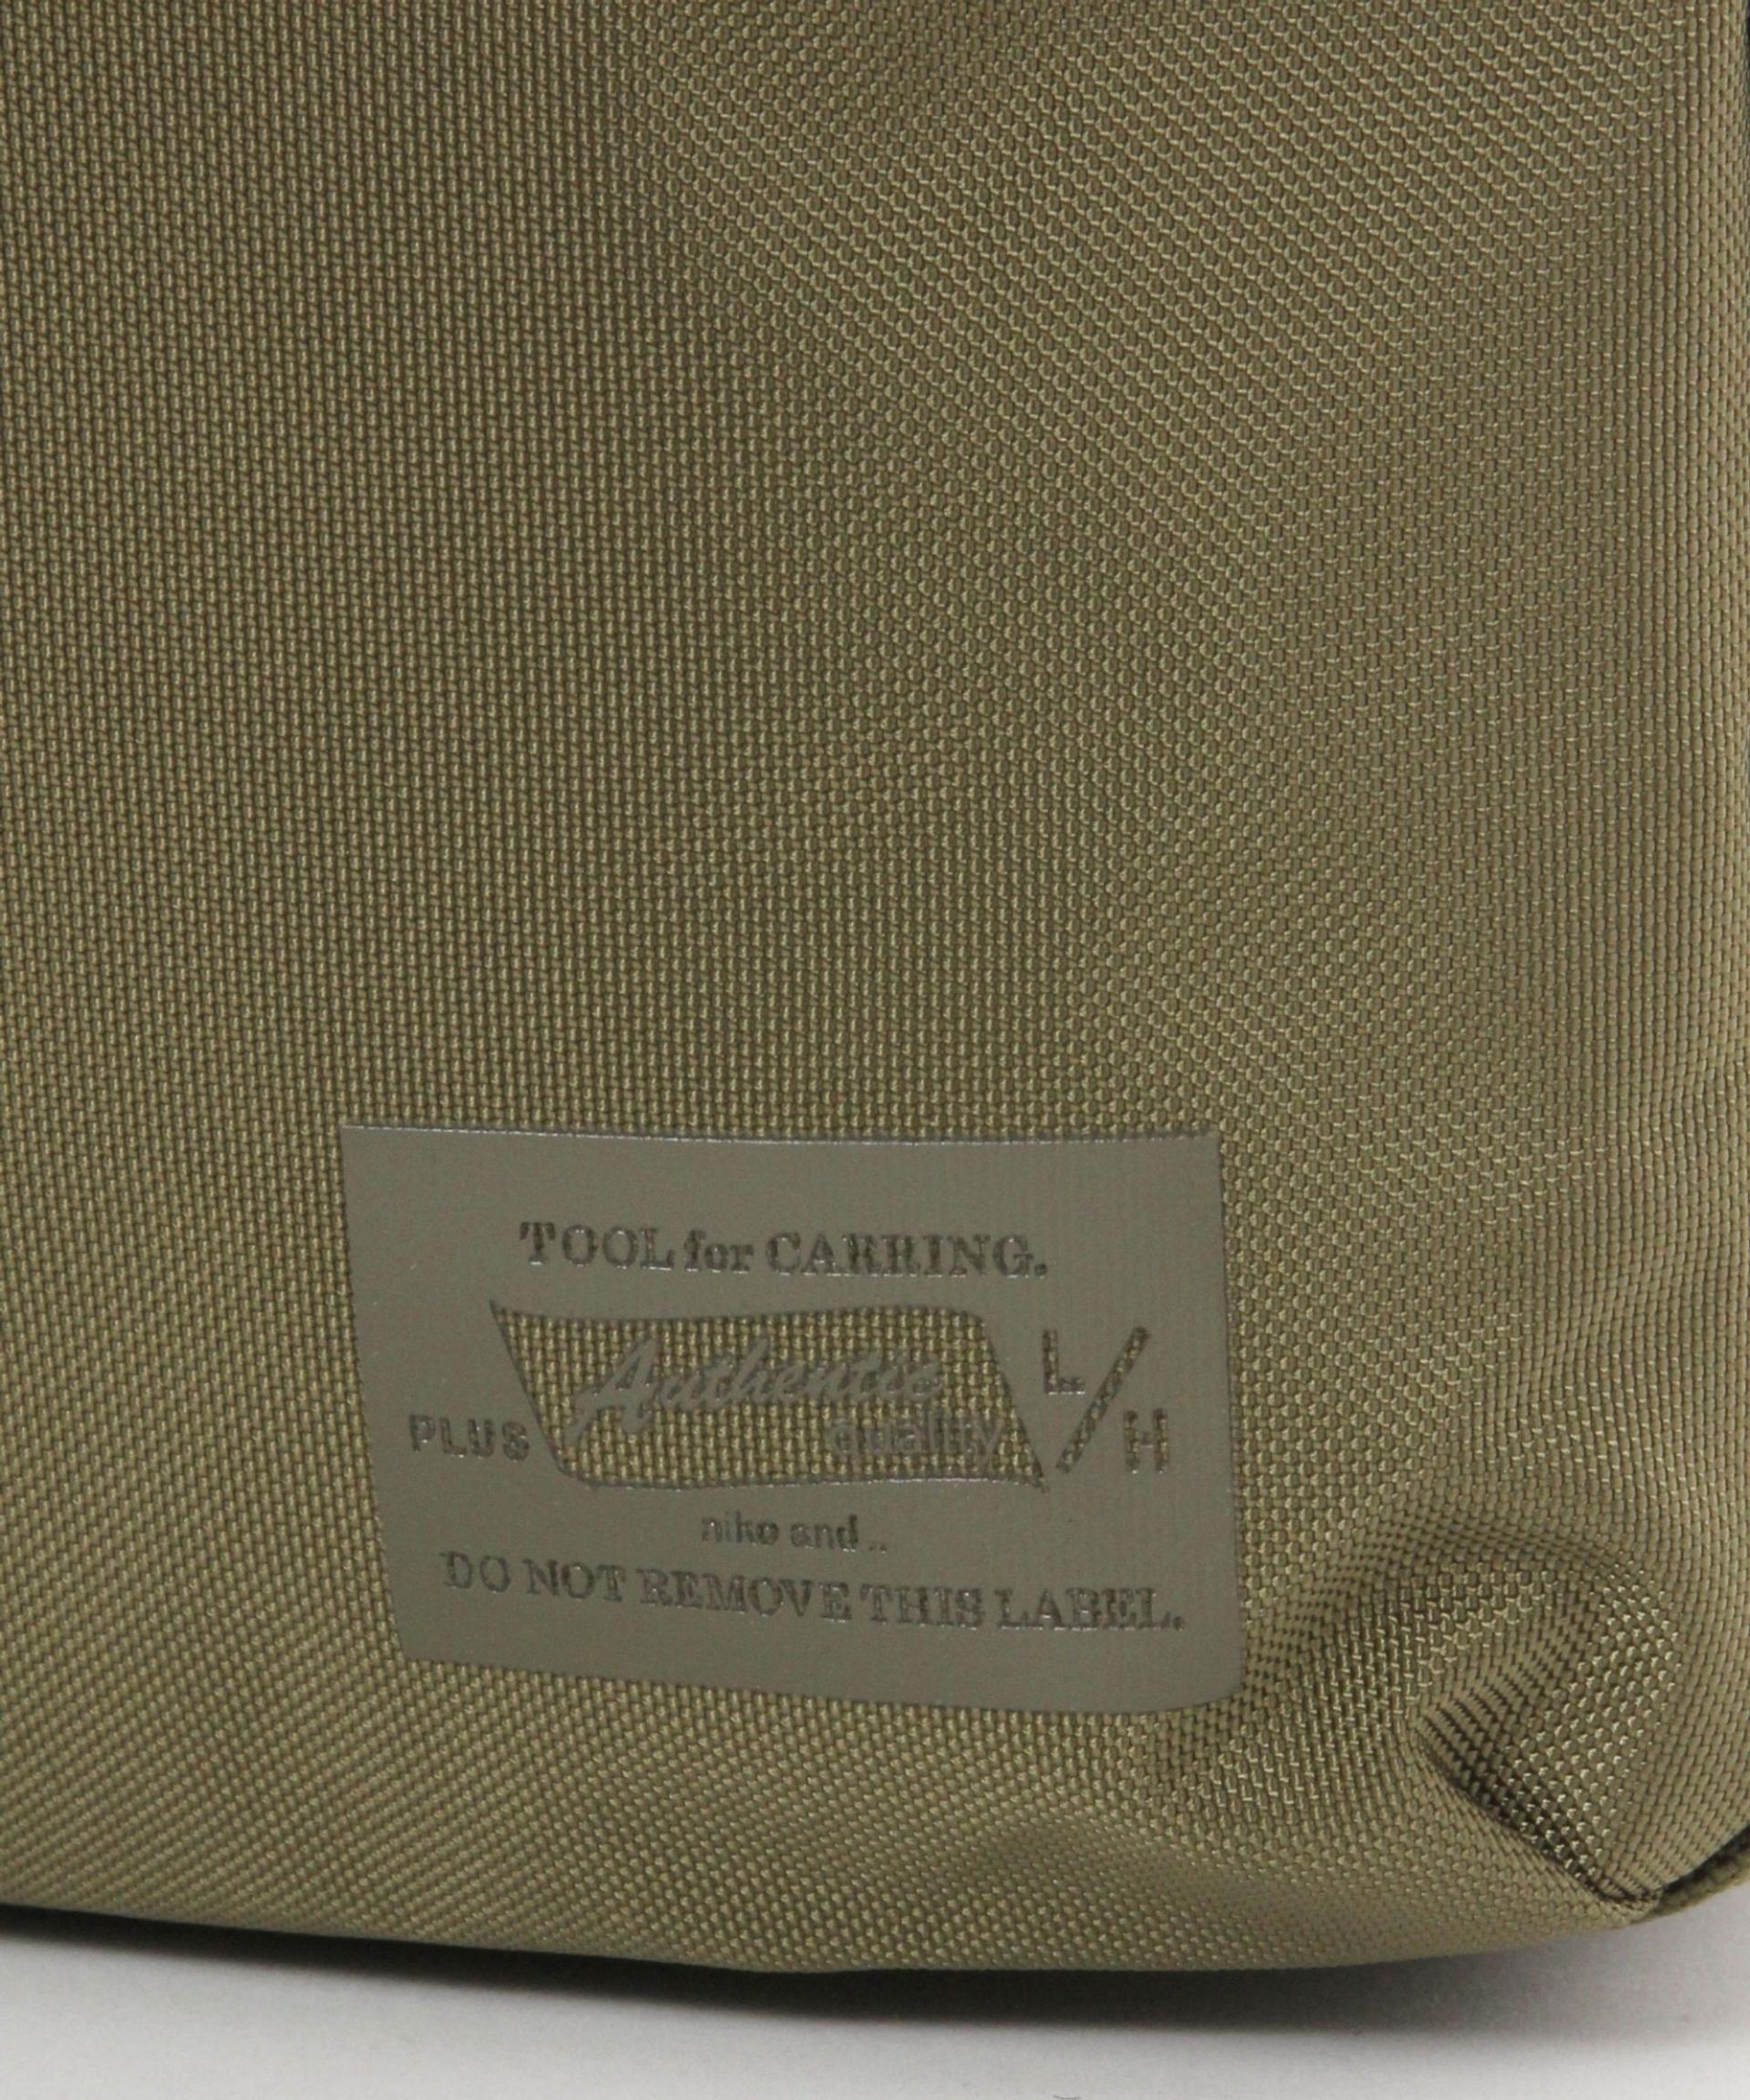 TOOL for CARRING.
Authentic
L/H
PLUS
quality
niko and ..
DO NOT REMOVE THIS LABEL.